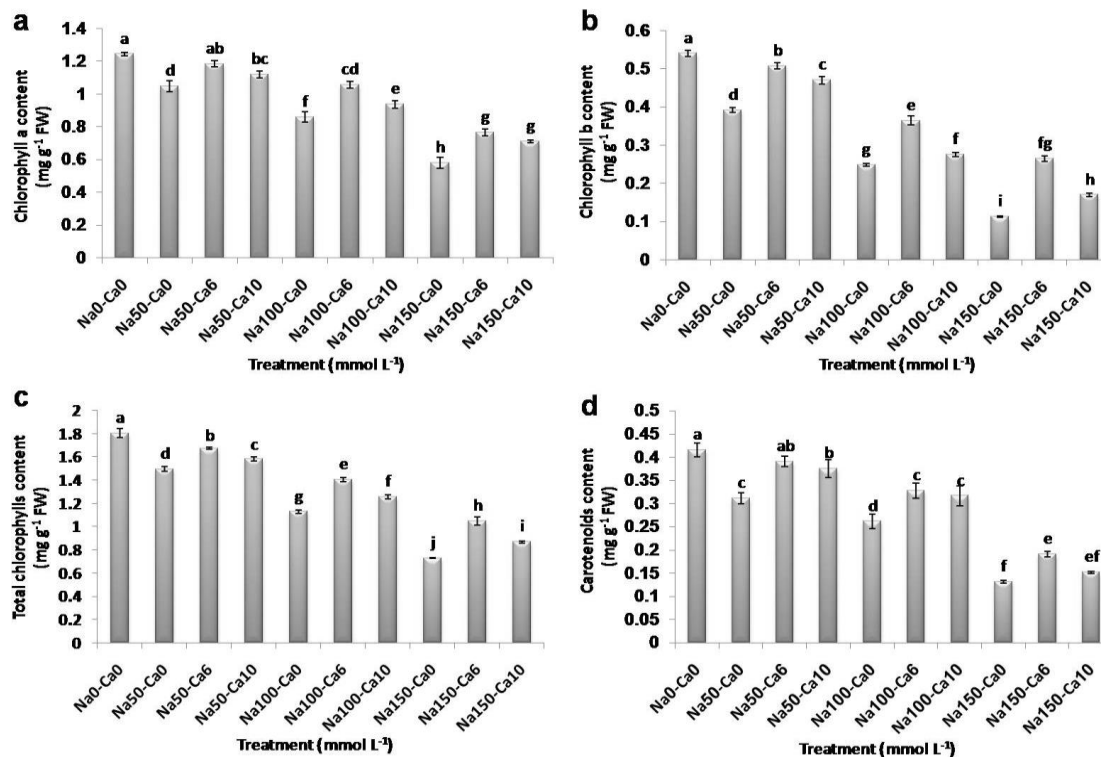 a
Chlorophyll a content
(mg g⁻¹ FW)
1.4
1.2
1
0.8
0.6
0.4
0.2
0
a
d
ab
bc
f
cd
e
h
g
g
Na0-Ca0
Na50-Ca0
Na50-Ca6
Na50-Ca10
Na100-Ca0
Na100-Ca6
Na100-Ca10
Na150-Ca0
Na150-Ca6
Na150-Ca10
Treatment (mmol L⁻¹)
b
Chlorophyll b content
(mg g⁻¹ FW)
0.6
0.5
0.4
0.3
0.2
0.1
0
a
d
b
c
g
e
f
i
fg
h
Na0-Ca0
Na50-Ca0
Na50-Ca6
Na50-Ca10
Na100-Ca0
Na100-Ca6
Na100-Ca10
Na150-Ca0
Na150-Ca6
Na150-Ca10
Treatment (mmol L⁻¹)
c
Total chlorophylls content
(mg g⁻¹ FW)
2
1.8
1.6
1.4
1.2
1
0.8
0.6
0.4
0.2
0
a
d
b
c
g
e
f
j
h
i
Na0-Ca0
Na50-Ca0
Na50-Ca6
Na50-Ca10
Na100-Ca0
Na100-Ca6
Na100-Ca10
Na150-Ca0
Na150-Ca6
Na150-Ca10
Treatment (mmol L⁻¹)
d
Carotenoids content
(mg g⁻¹ FW)
0.5
0.45
0.4
0.35
0.3
0.25
0.2
0.15
0.1
0.05
0
a
c
ab
b
d
c
c
f
e
ef
Na0-Ca0
Na50-Ca0
Na50-Ca6
Na50-Ca10
Na100-Ca0
Na100-Ca6
Na100-Ca10
Na150-Ca0
Na150-Ca6
Na150-Ca10
Treatment (mmol L⁻¹)